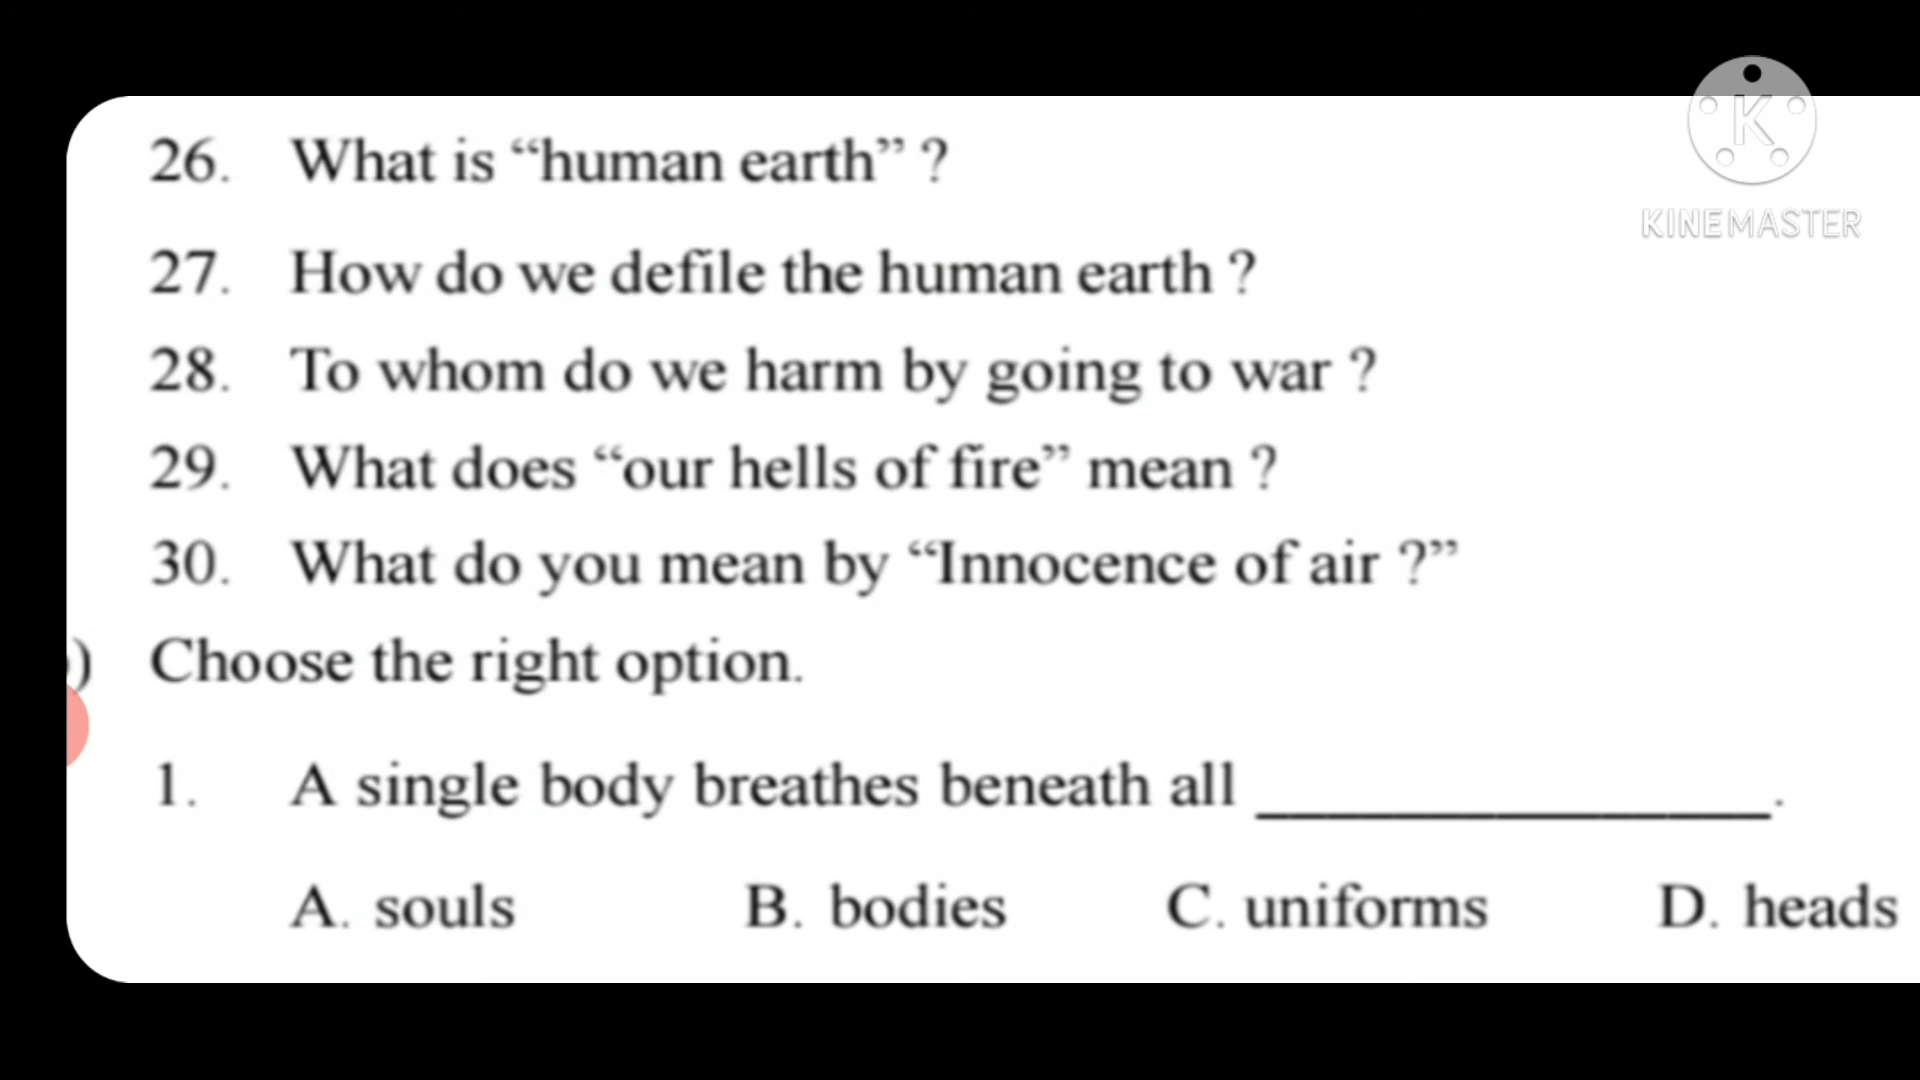 KINEMASTER
26. What is “human earth” ?
27. How do we defile the human earth ?
28. To whom do we harm by going to war ?
29. What does “our hells of fire” mean ?
30. What do you mean by “Innocence of air ?”
) Choose the right option.
1. A single body breathes beneath all ____________.
A. souls B. bodies C. uniforms D. heads